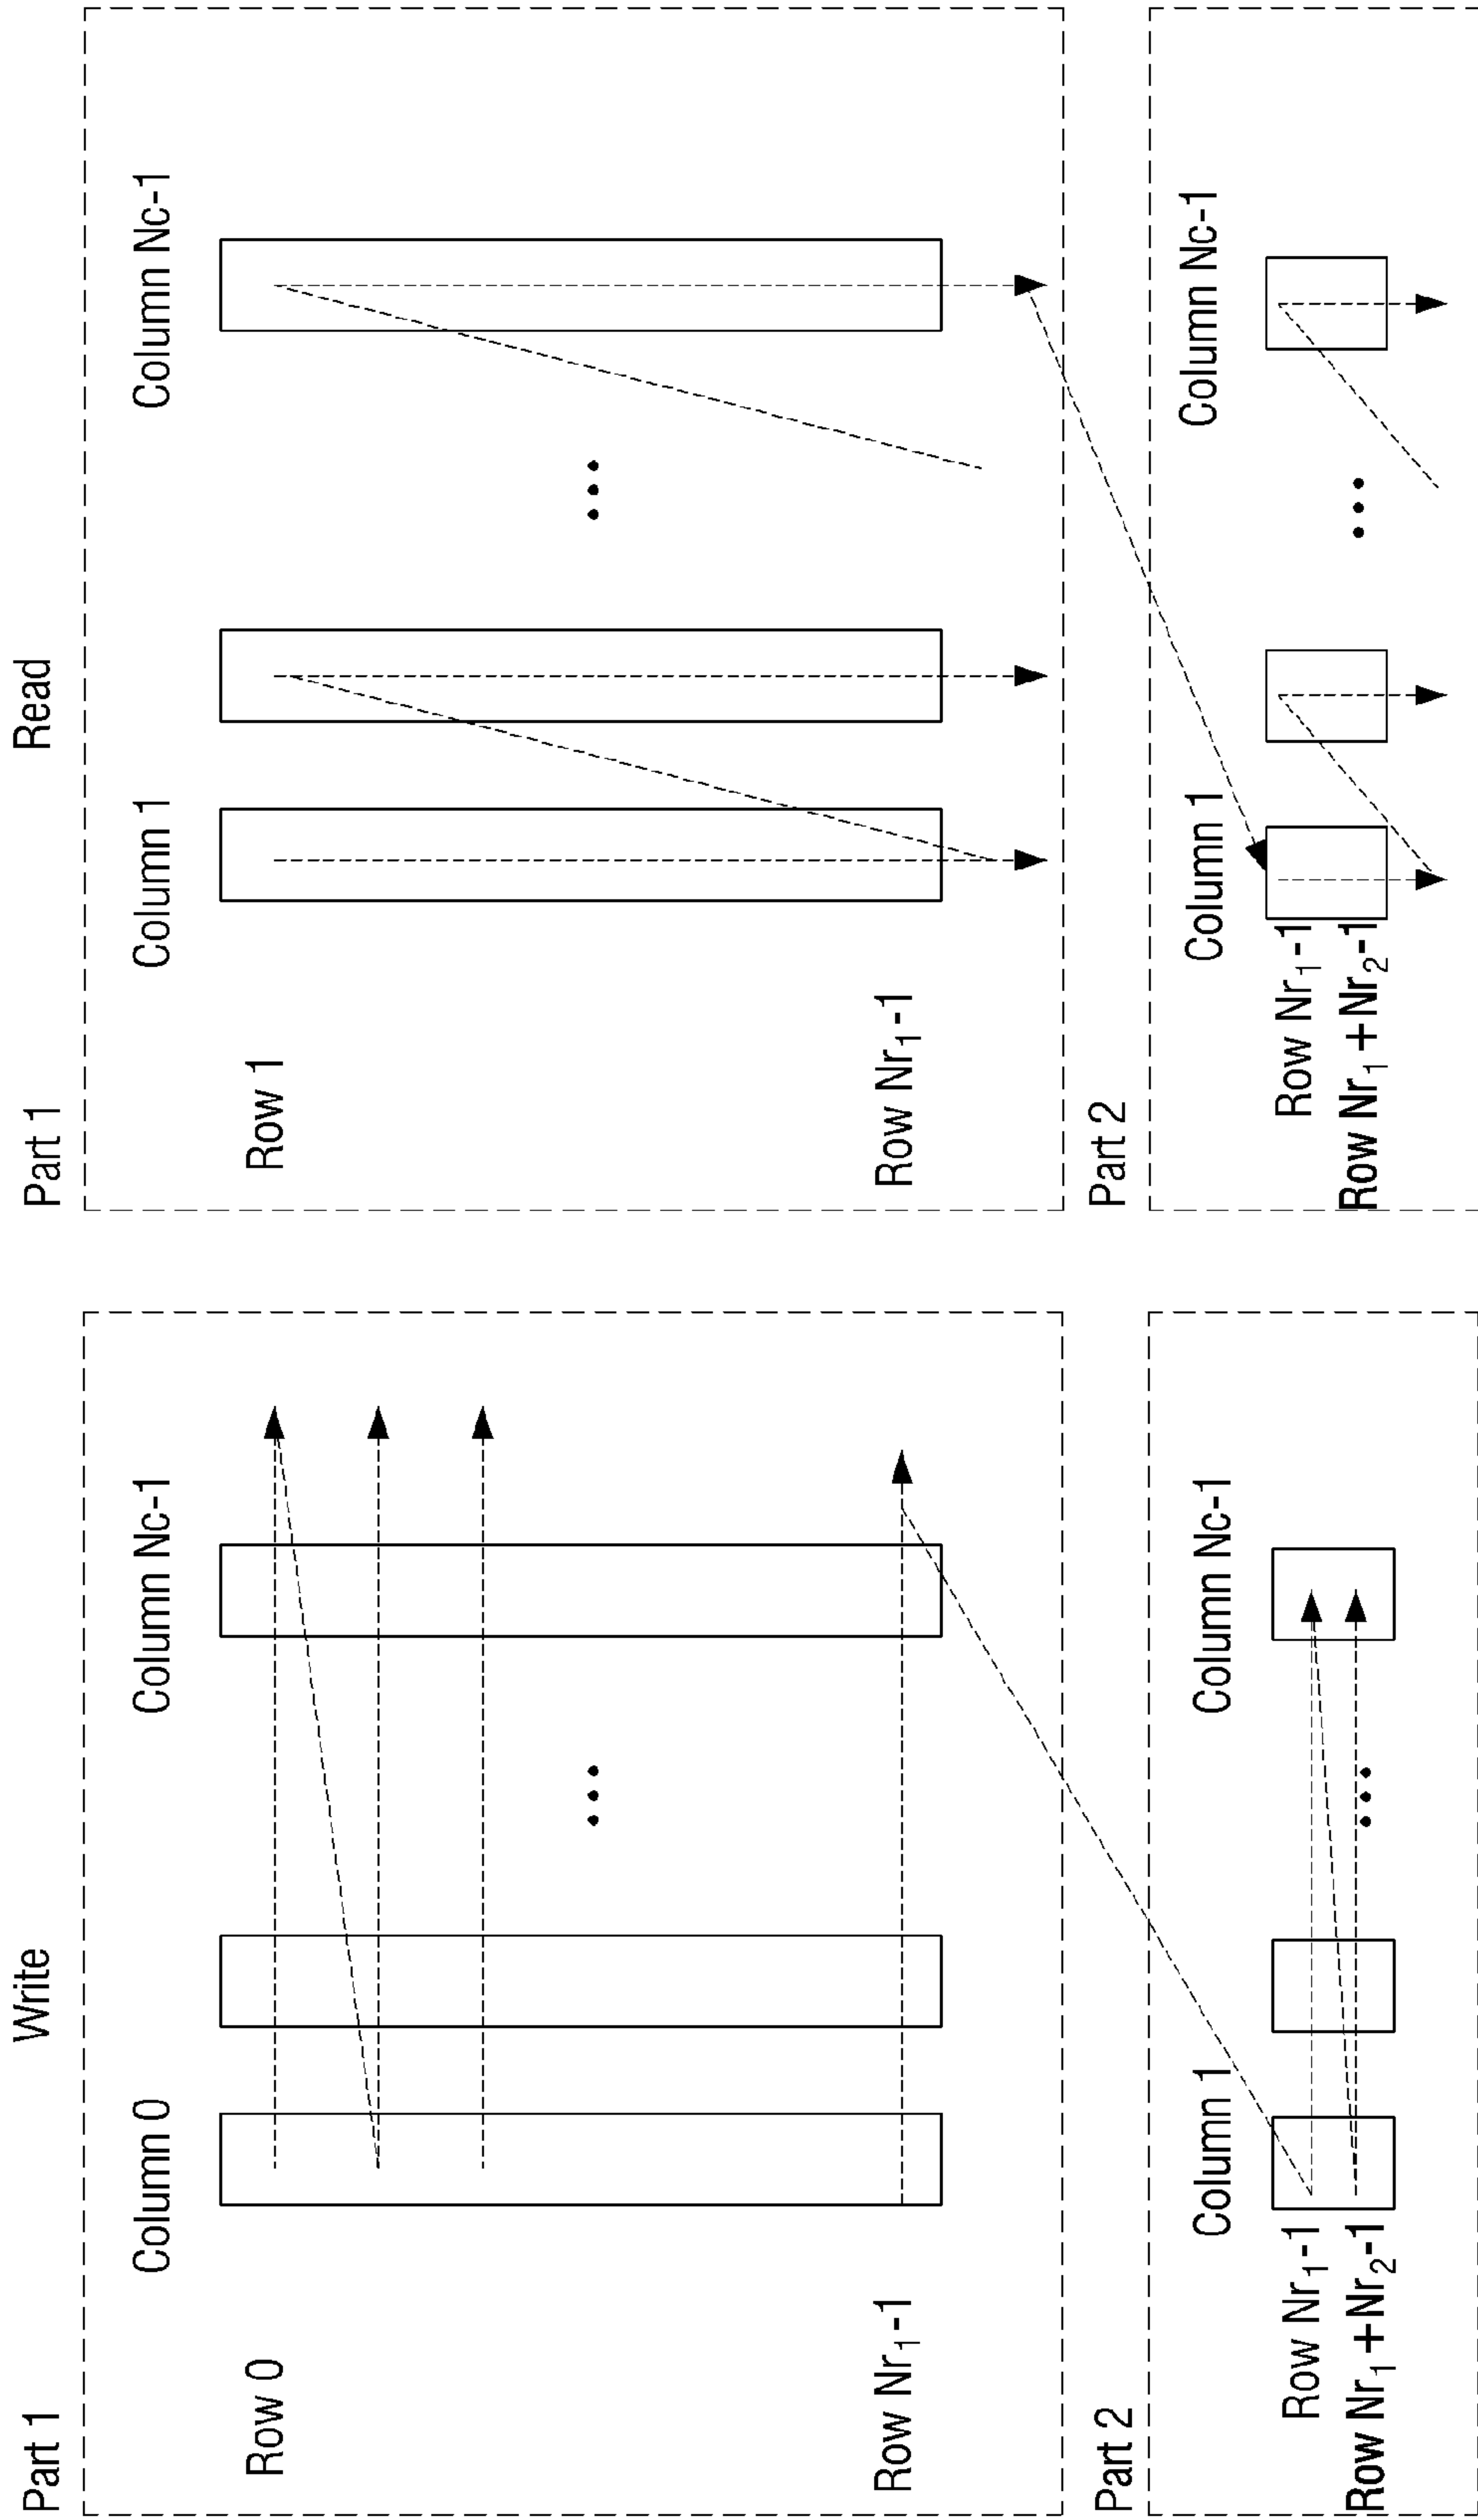 Write
Part 1
Column 0
Column Nc-1
Row 0
Row Nr1-1
Part 2
Column 1
Column Nc-1
Row Nr1-1
Row Nr1+Nr2-1
Read
Part 1
Column 1
Column Nc-1
Row 1
Row Nr1-1
Part 2
Column 1
Column Nc-1
Row Nr1-1
Row Nr1+Nr2-1